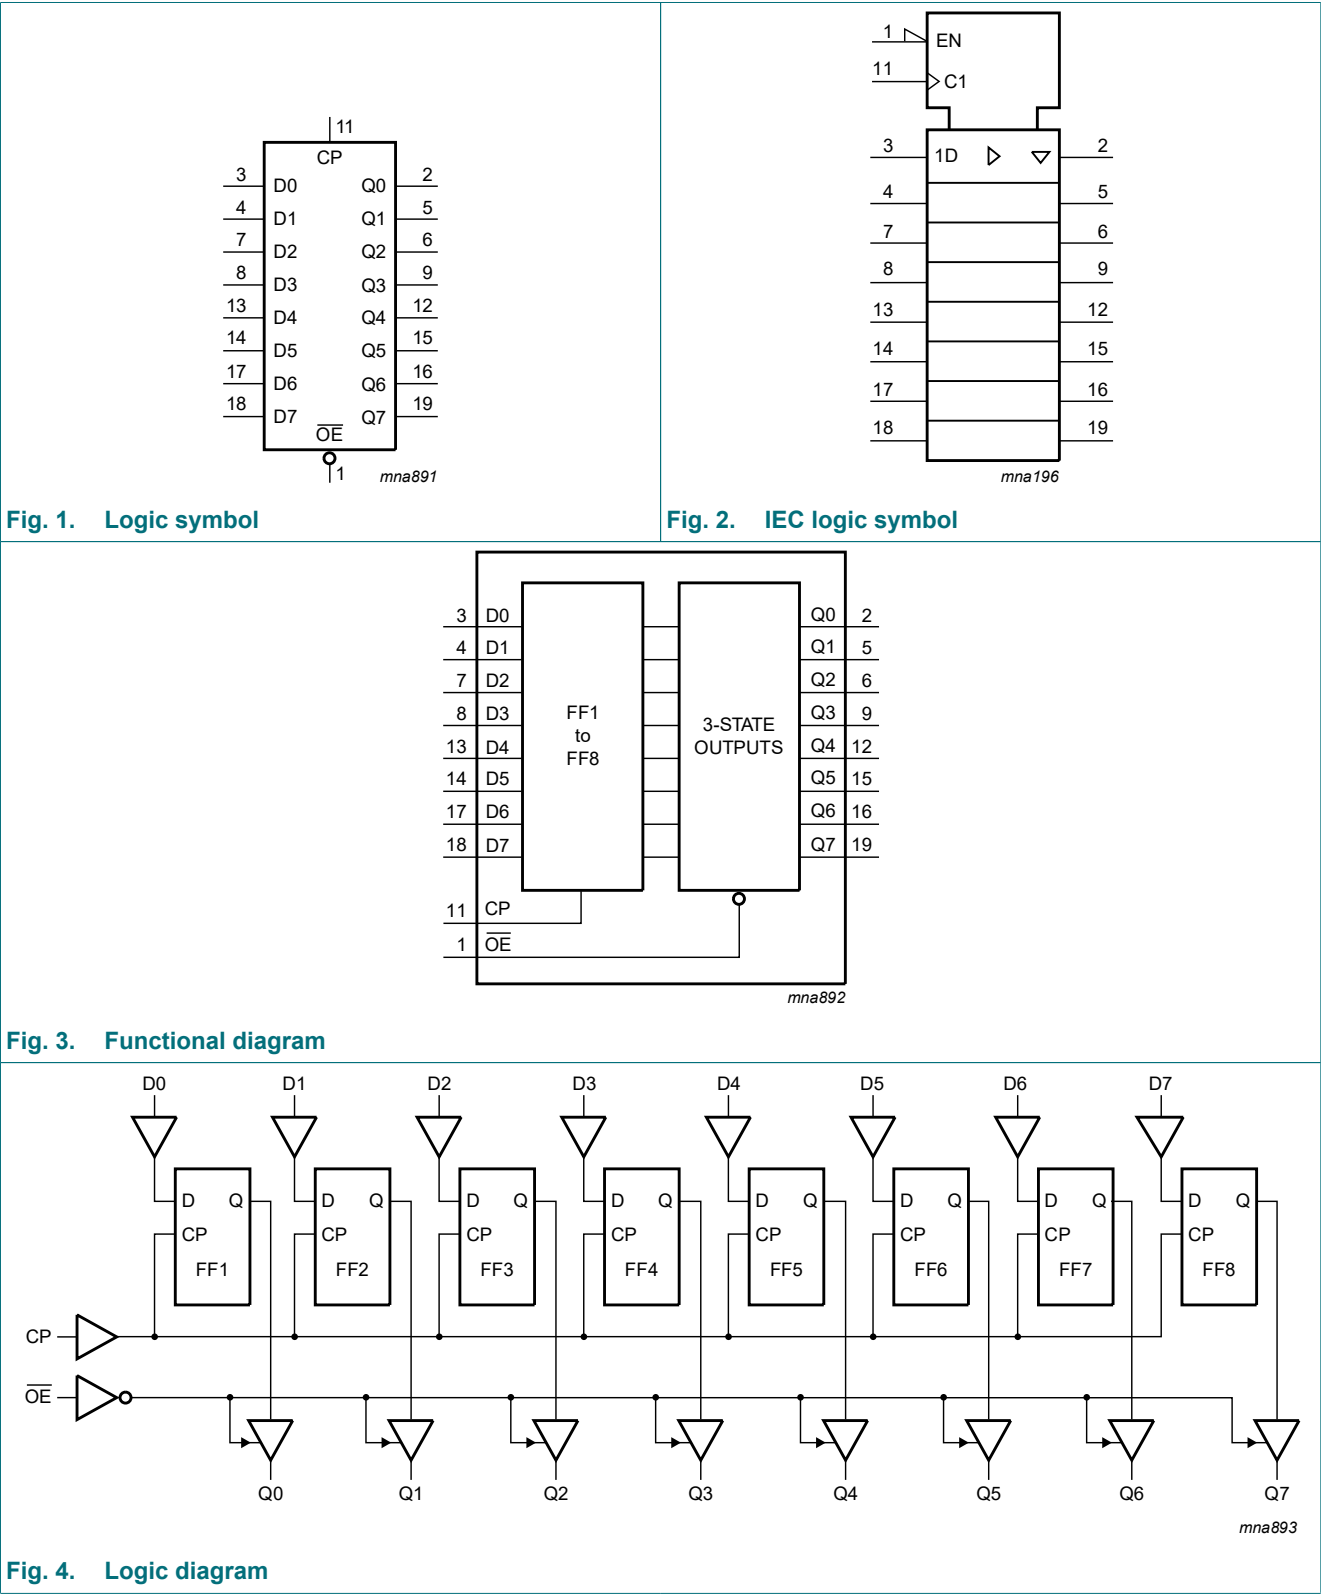 11
CP
3 D0 Q0 2
4 D1 Q1 5
7 D2 Q2 6
8 D3 Q3 9
13 D4 Q4 12
14 D5 Q5 15
17 D6 Q6 16
18 D7 Q7 19
OE
1
mna891
Fig. 1. Logic symbol
1 EN
11 C1
3 1D 2
4 5
7 6
8 9
13 12
14 15
17 16
18 19
mna196
Fig. 2. IEC logic symbol
3 D0 Q0 2
4 D1 Q1 5
7 D2 Q2 6
8 D3 Q3 9
13 D4 Q4 12
14 D5 Q5 15
17 D6 Q6 16
18 D7 Q7 19
FF1
to
FF8
3-STATE
OUTPUTS
11 CP
1 OE
mna892
Fig. 3. Functional diagram
D0 D1 D2 D3 D4 D5 D6 D7
D Q D Q D Q D Q D Q D Q D Q D Q
CP CP CP CP CP CP CP CP
FF1 FF2 FF3 FF4 FF5 FF6 FF7 FF8
CP
OE
Q0 Q1 Q2 Q3 Q4 Q5 Q6 Q7
mna893
Fig. 4. Logic diagram